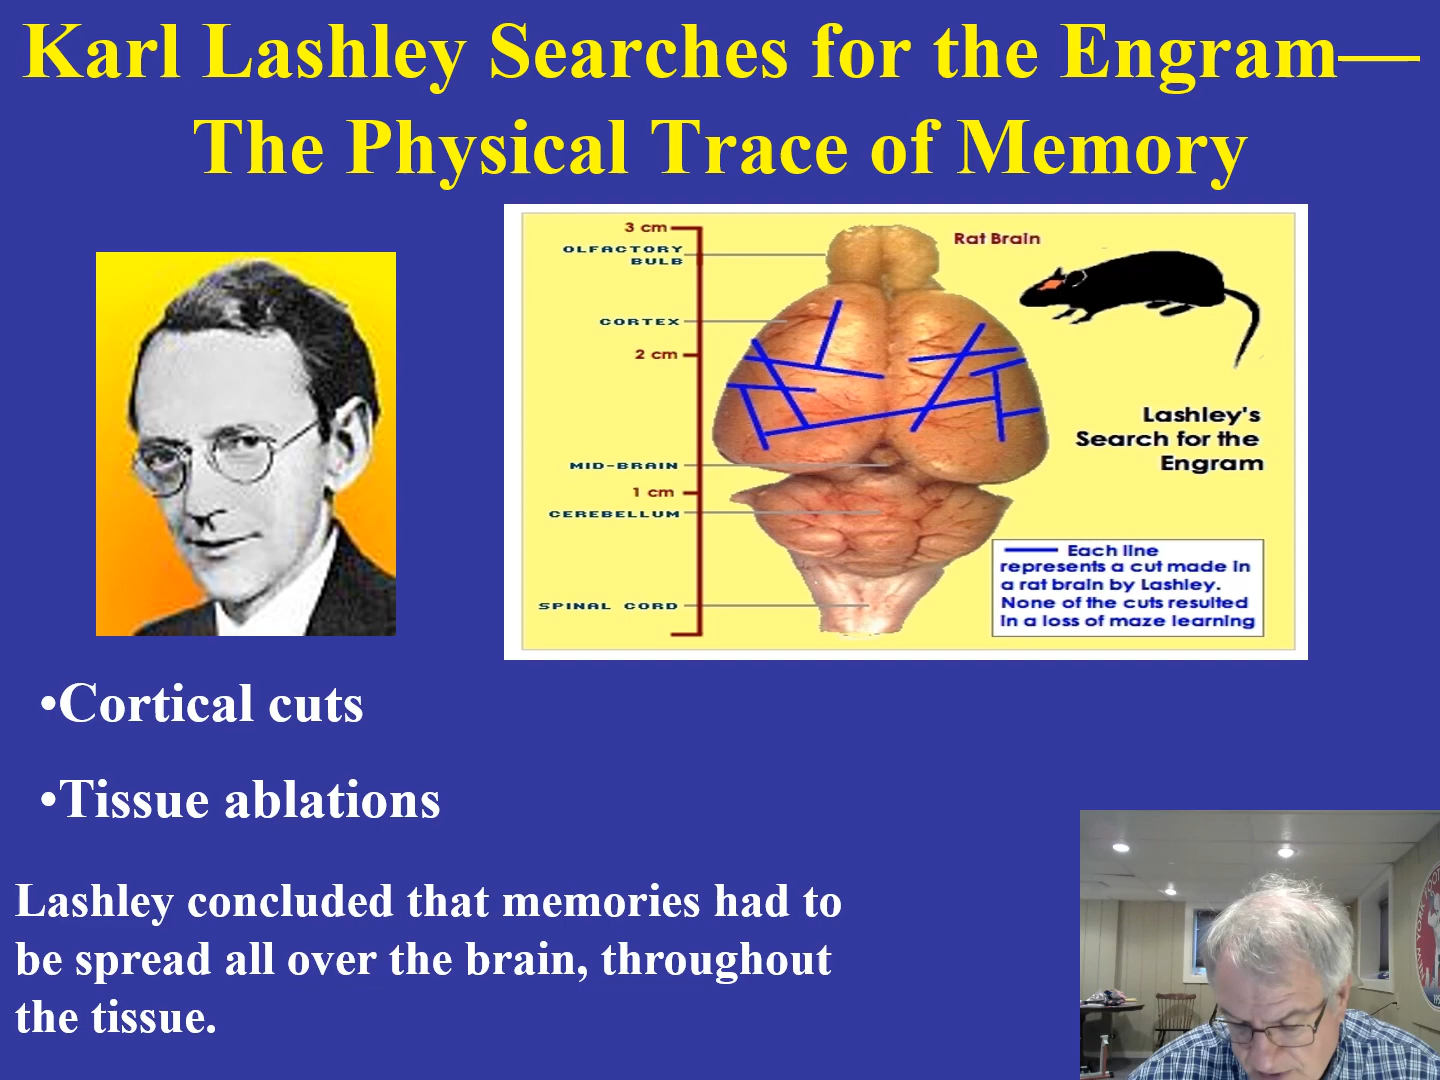 Karl Lashley Searches for the Engram—
The Physical Trace of Memory
3 cm
OLFACTORY
BULB
Rat Brain
CORTEX
2 cm
Lashley's
Search for the
Engram
MID-BRAIN
1 cm
CEREBELLUM
Each line
represents a cut made in
a rat brain by Lashley.
None of the cuts resulted
in a loss of maze learning
SPINAL CORD
•Cortical cuts
•Tissue ablations
Lashley concluded that memories had to
be spread all over the brain, throughout
the tissue.